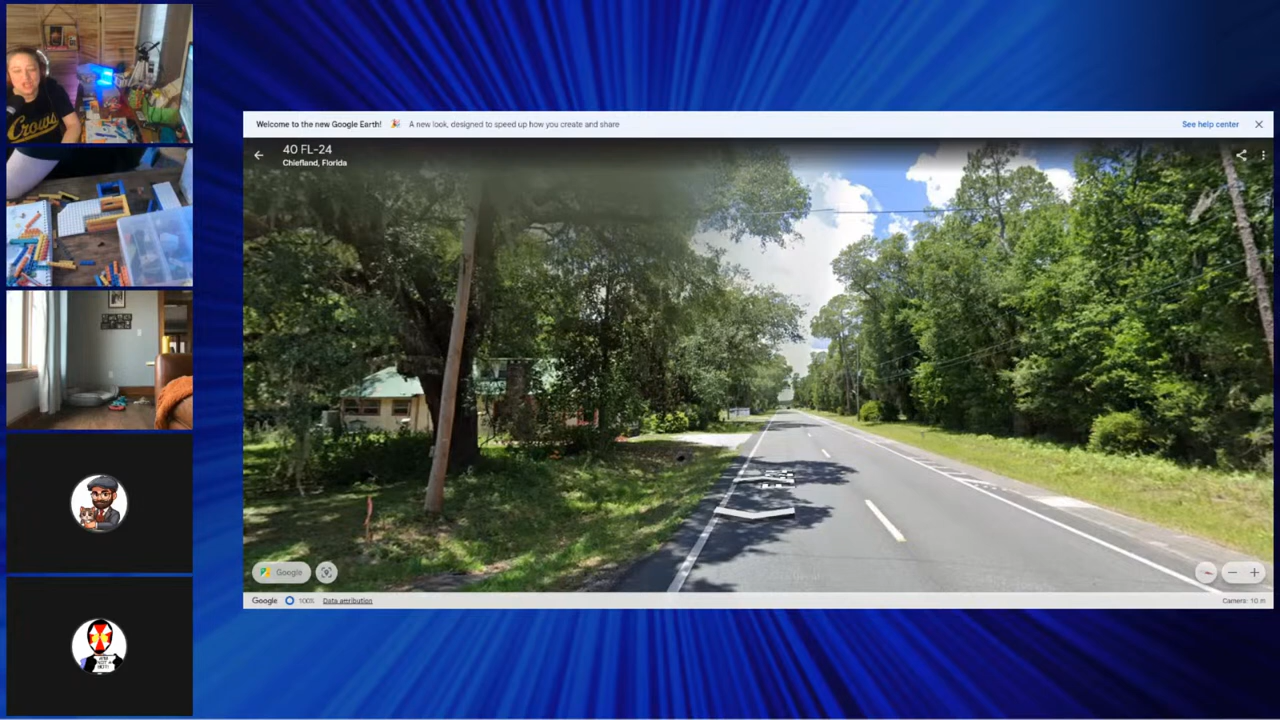 Crows
Welcome to the new Google Earth! A new look, designed to speed up how you create and share
See help center
40 FL-24
Chiefland, Florida
Google
Google 100% Data attribution
Camera: 10 m